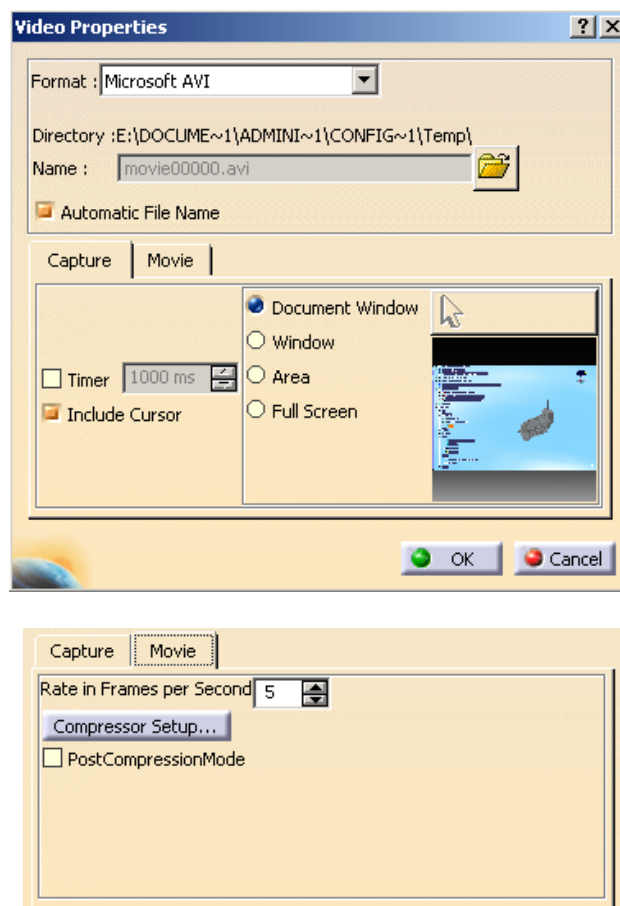 Video Properties
Format : Microsoft AVI
Directory :E:\DOCUME~1\ADMINI~1\CONFIG~1\Temp\
Name : movie00000.avi
Automatic File Name
Capture Movie
Document Window
Window
Timer 1000 ms Area
Include Cursor Full Screen
OK Cancel
Capture Movie
Rate in Frames per Second 5
Compressor Setup...
PostCompressionMode